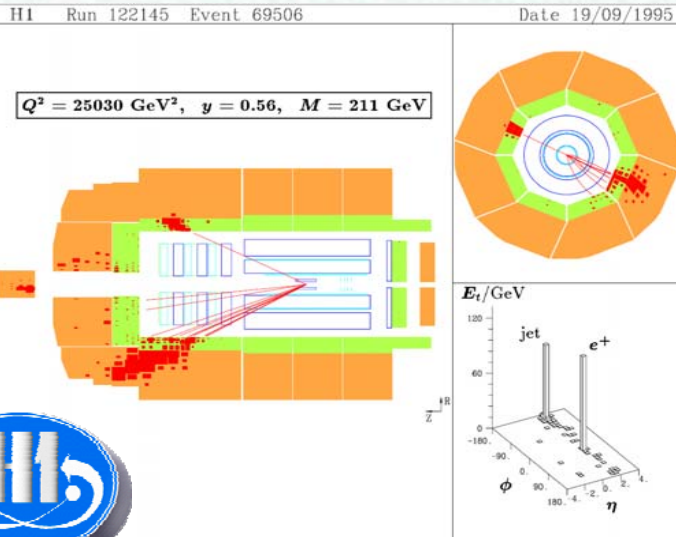 H1 Run 122145 Event 69506 Date 19/09/1995
Q² = 25030 GeV², y = 0.56, M = 211 GeV
R
Z
E_t/GeV
jet
e⁺
120
60
0
-180.
-90.
0.
90.
180.
-4.
-2.
0.
2.
4.
ϕ
η
H1